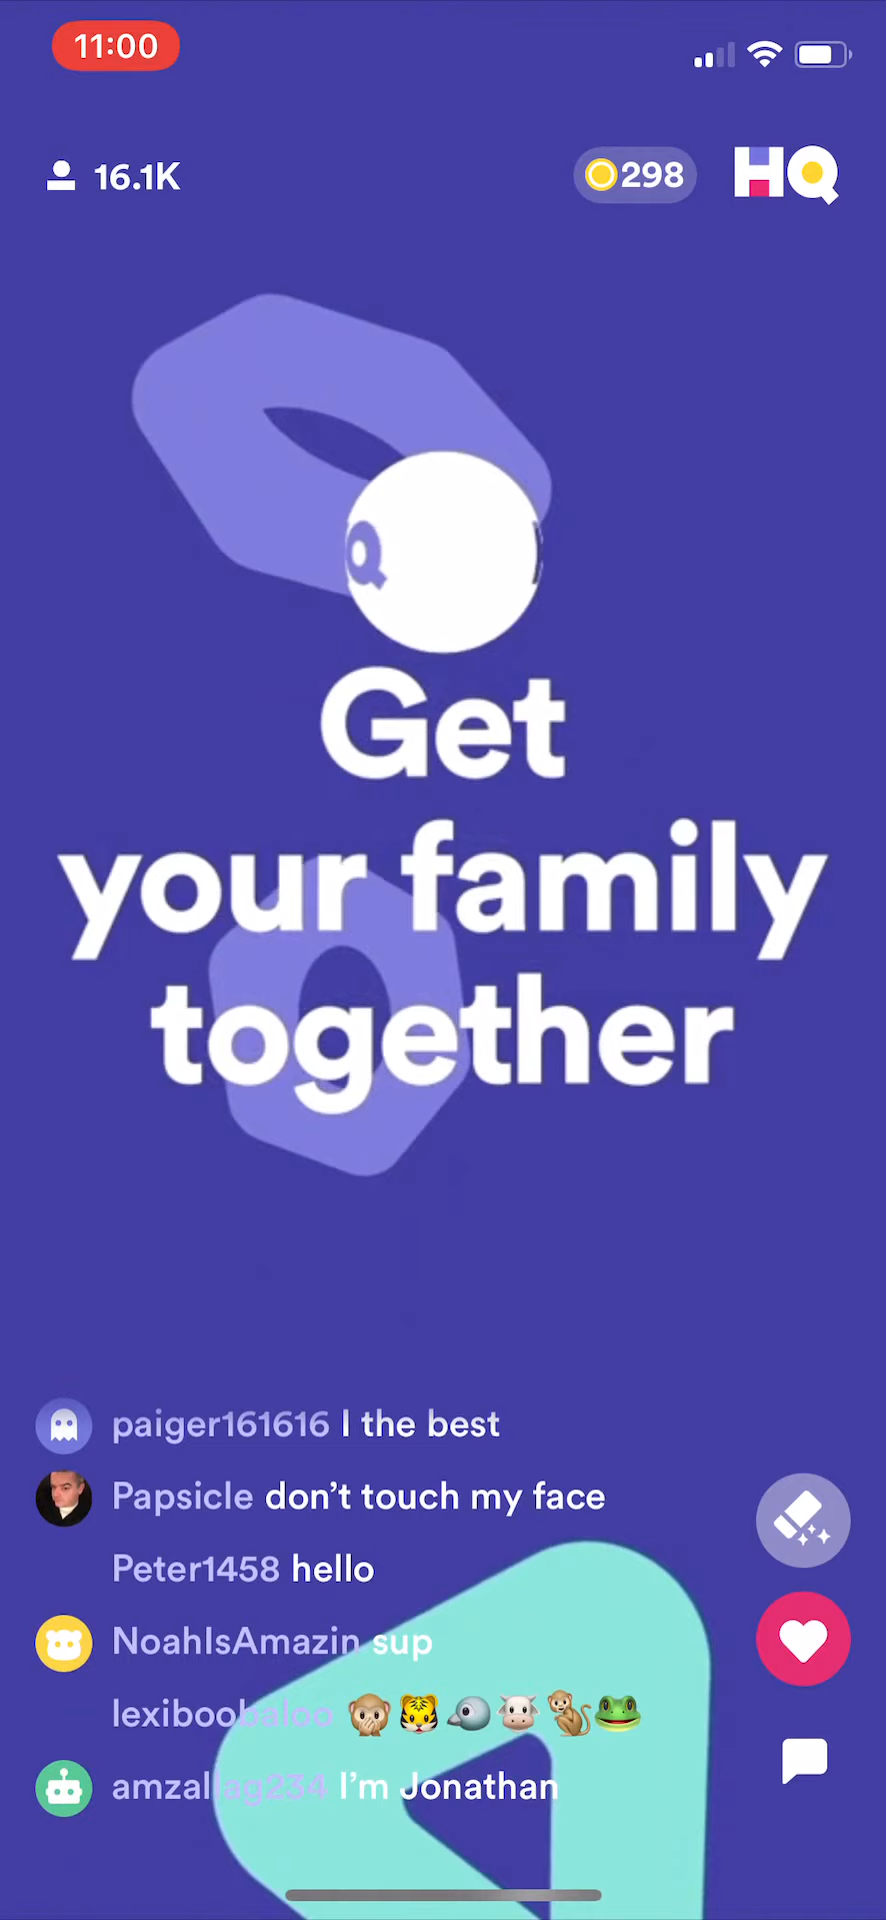 11:00
16.1K
298
HQ
Q
Get
your family
together
paiger161616 I the best
Papsicle don't touch my face
Peter1458 hello
NoahIsAmazin sup
lexiboobaloo 🙊🐯🐦🐮🐒🐸
amzallag234 I'm Jonathan